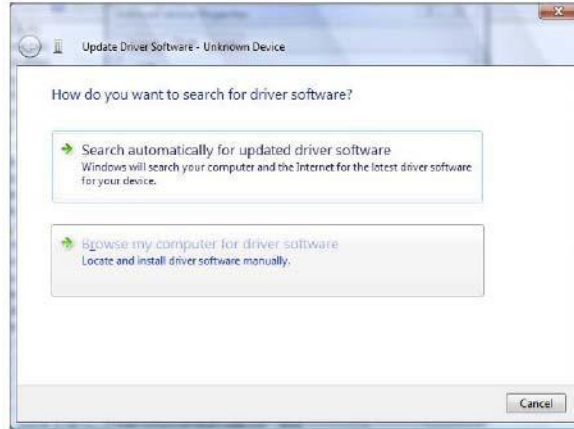 Update Driver Software - Unknown Device
How do you want to search for driver software?
Search automatically for updated driver software
Windows will search your computer and the Internet for the latest driver software
for your device.
Browse my computer for driver software
Locate and install driver software manually.
Cancel